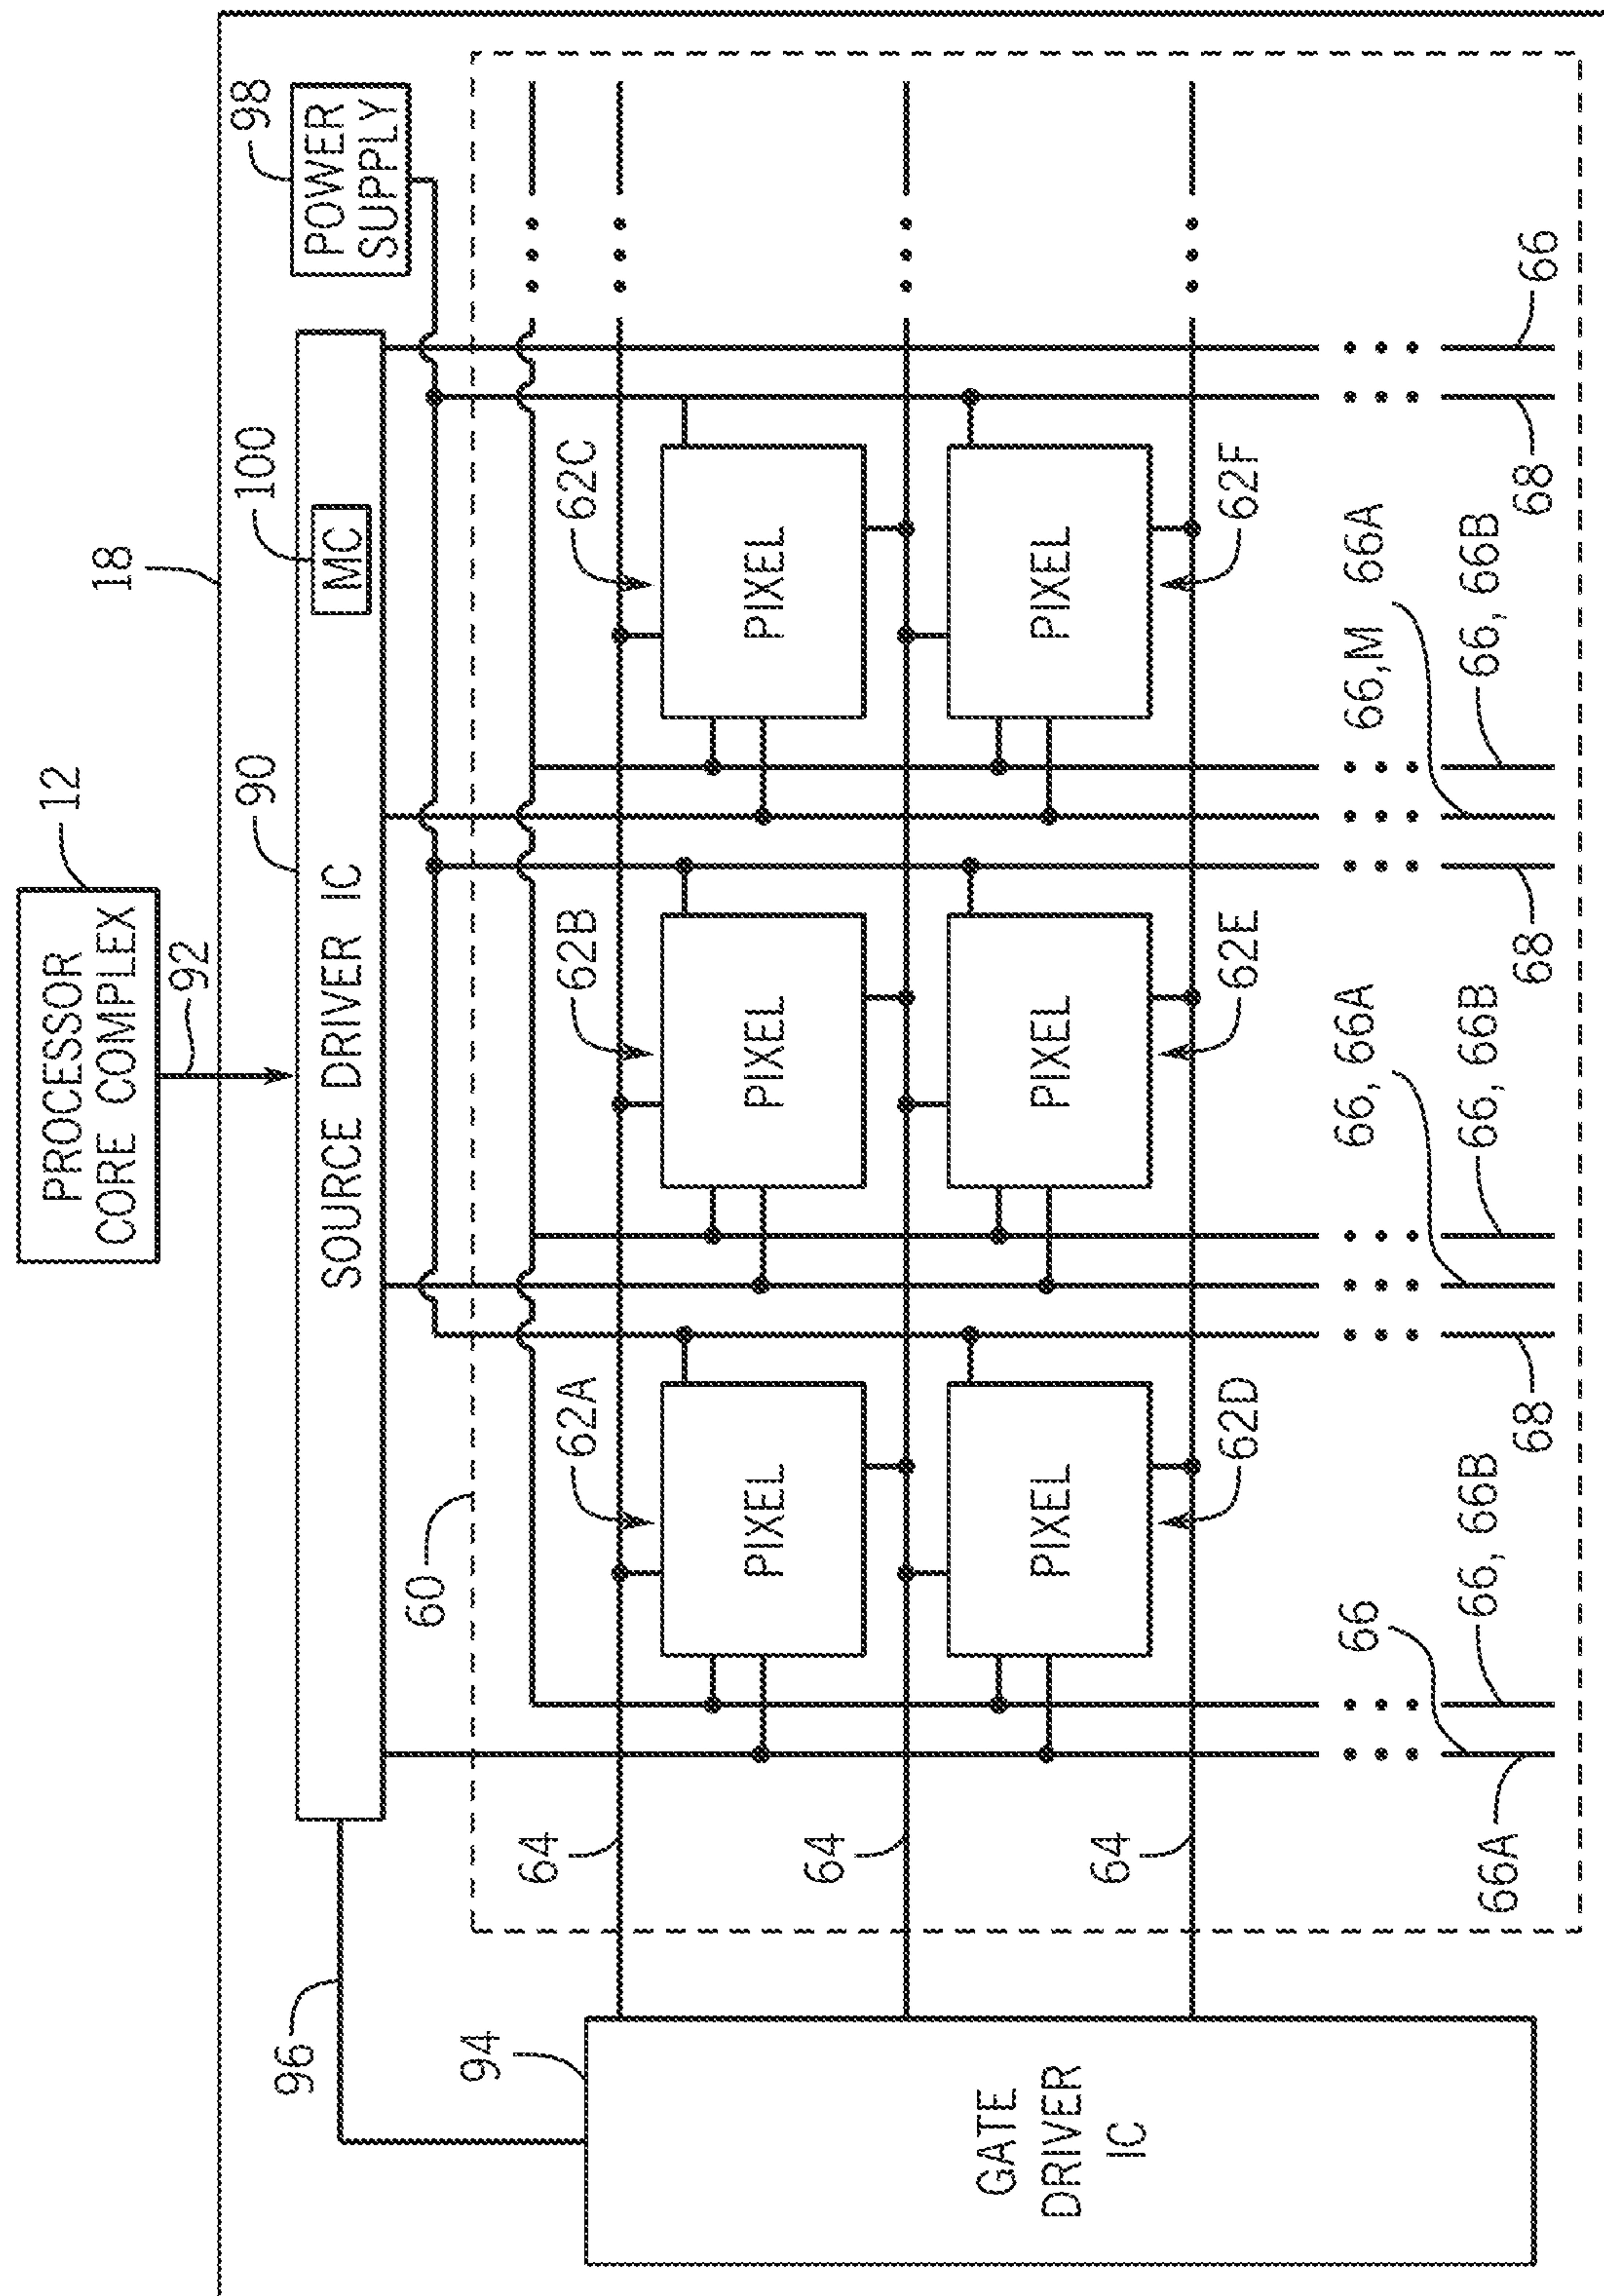 PROCESSOR
CORE COMPLEX
12
92
18
SOURCE DRIVER IC
90
MC
100
POWER
SUPPLY
98
96
60
94
GATE
DRIVER
IC
62A
62B
62C
PIXEL
PIXEL
PIXEL
PIXEL
PIXEL
PIXEL
62D
62E
62F
64
64
64
66
66, 66A
66,M 66A
66A
66, 66B
66, 66B
66, 66B
68
68
68
66